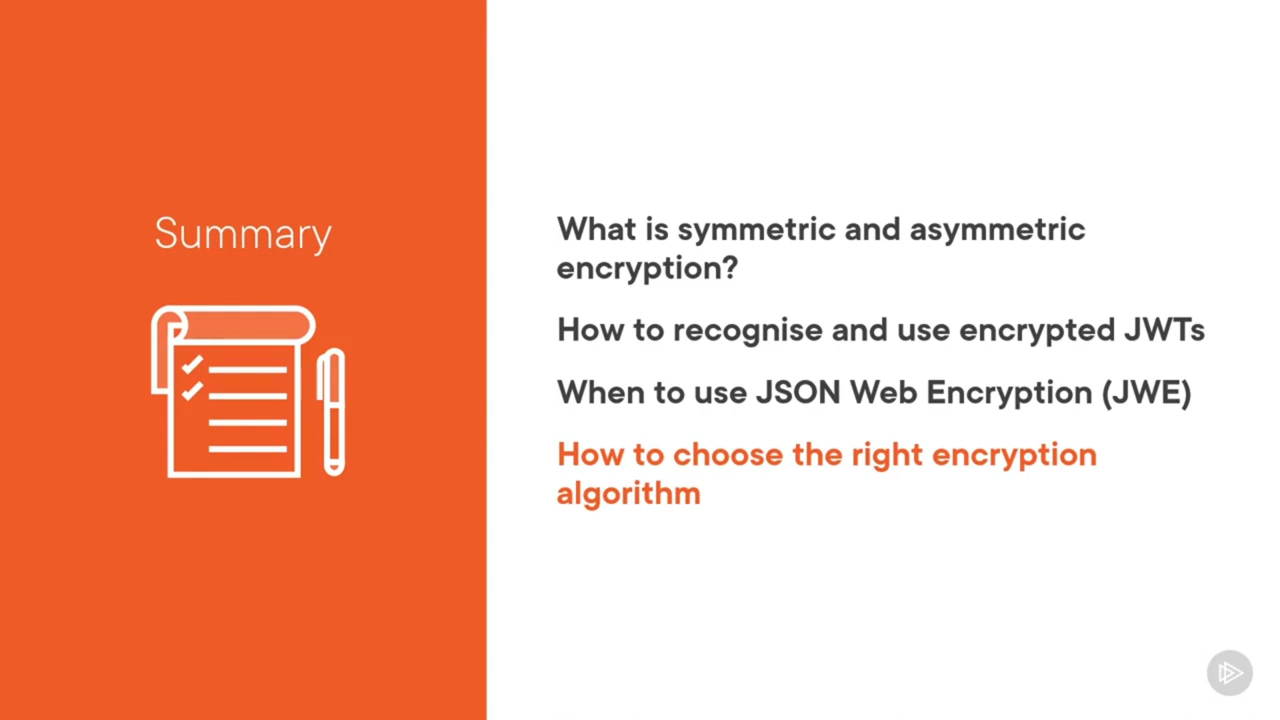 Summary
What is symmetric and asymmetric
encryption?
How to recognise and use encrypted JWTs
When to use JSON Web Encryption (JWE)
How to choose the right encryption
algorithm